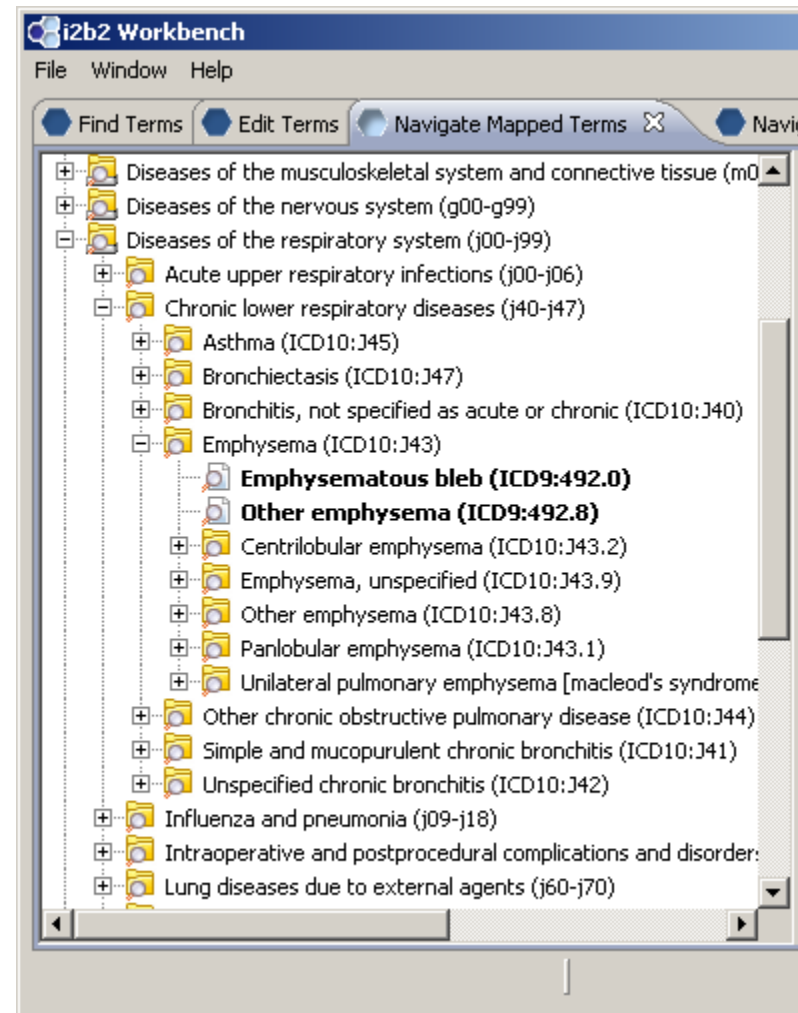 i2b2 Workbench
File Window Help
Find Terms Edit Terms Navigate Mapped Terms Navi
Diseases of the musculoskeletal system and connective tissue (m0
Diseases of the nervous system (g00-g99)
Diseases of the respiratory system (j00-j99)
Acute upper respiratory infections (j00-j06)
Chronic lower respiratory diseases (j40-j47)
Asthma (ICD10:J45)
Bronchiectasis (ICD10:J47)
Bronchitis, not specified as acute or chronic (ICD10:J40)
Emphysema (ICD10:J43)
Emphysematous bleb (ICD9:492.0)
Other emphysema (ICD9:492.8)
Centrilobular emphysema (ICD10:J43.2)
Emphysema, unspecified (ICD10:J43.9)
Other emphysema (ICD10:J43.8)
Panlobular emphysema (ICD10:J43.1)
Unilateral pulmonary emphysema [macleod's syndrome
Other chronic obstructive pulmonary disease (ICD10:J44)
Simple and mucopurulent chronic bronchitis (ICD10:J41)
Unspecified chronic bronchitis (ICD10:J42)
Influenza and pneumonia (j09-j18)
Intraoperative and postprocedural complications and disorder
Lung diseases due to external agents (j60-j70)